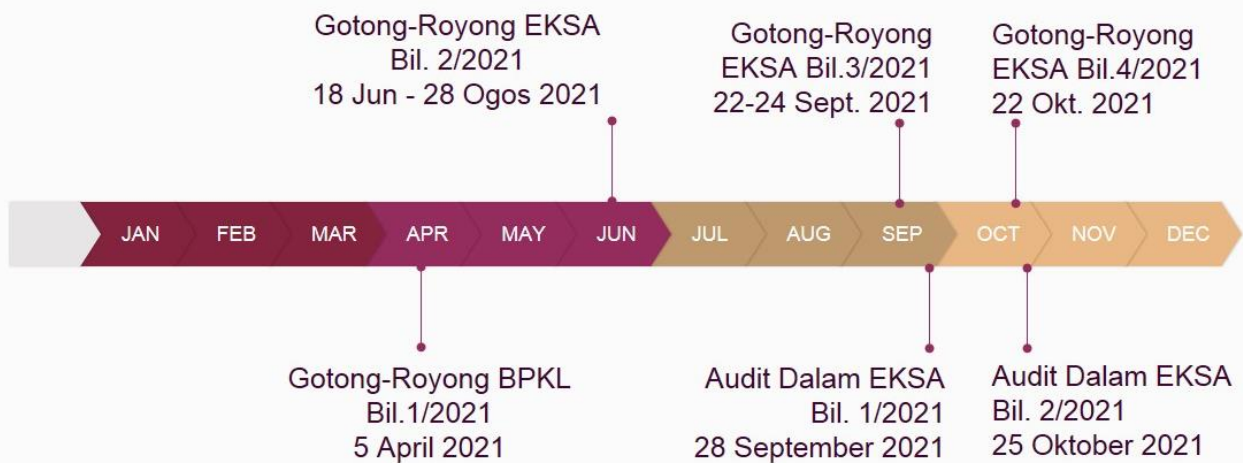 Gotong-Royong EKSA
Bil. 2/2021
18 Jun - 28 Ogos 2021
Gotong-Royong
EKSA Bil.3/2021
22-24 Sept. 2021
Gotong-Royong
EKSA Bil.4/2021
22 Okt. 2021
JAN FEB MAR APR MAY JUN JUL AUG SEP OCT NOV DEC
Gotong-Royong BPKL
Bil.1/2021
5 April 2021
Audit Dalam EKSA
Bil. 1/2021
28 September 2021
Audit Dalam EKSA
Bil. 2/2021
25 Oktober 2021